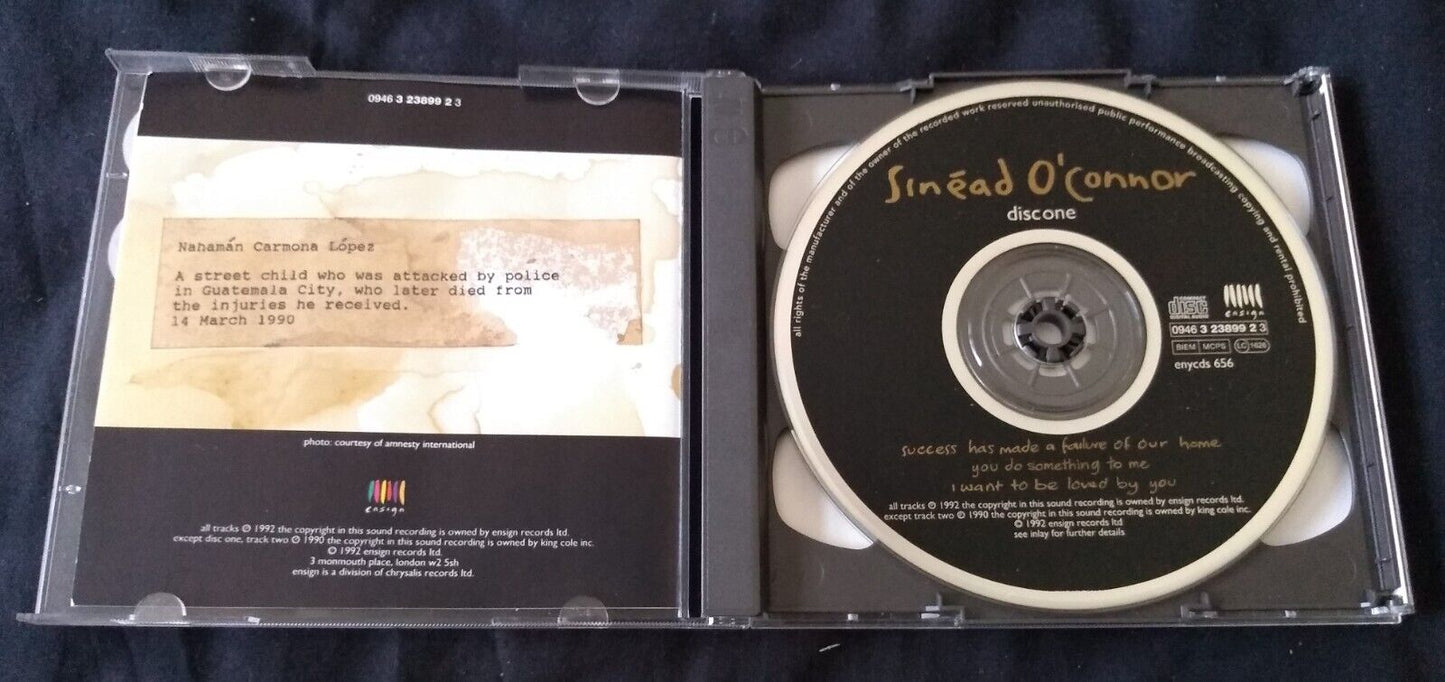 0946 3 23899 2 3
Nahamán Carmona López
A street child who was attacked by police
in Guatemala City, who later died from
the injuries he received.
14 March 1990
photo: courtesy of amnesty international
ensign
all tracks ℗ 1992 the copyright in this sound recording is owned by ensign records ltd.
except disc one, track two ℗ 1990 the copyright in this sound recording is owned by king cole inc.
© 1992 ensign records ltd.
3 monmouth place, london w2 5sh
ensign is a division of chrysalis records ltd.
all rights of the manufacturer and of the owner of the recorded work reserved unauthorised public performance broadcasting copying and rental prohibited
Sinéad O'Connor
disc one
COMPACT
disc
DIGITAL AUDIO
ensign
0946 3 23899 2 3
BIEM MCPS LC 1626
enycds 656
success has made a failure of our home
you do something to me
i want to be loved by you
all tracks ℗ 1992 the copyright in this sound recording is owned by ensign records ltd.
except track two ℗ 1990 the copyright in this sound recording is owned by king cole inc.
© 1992 ensign records ltd
see inlay for further details